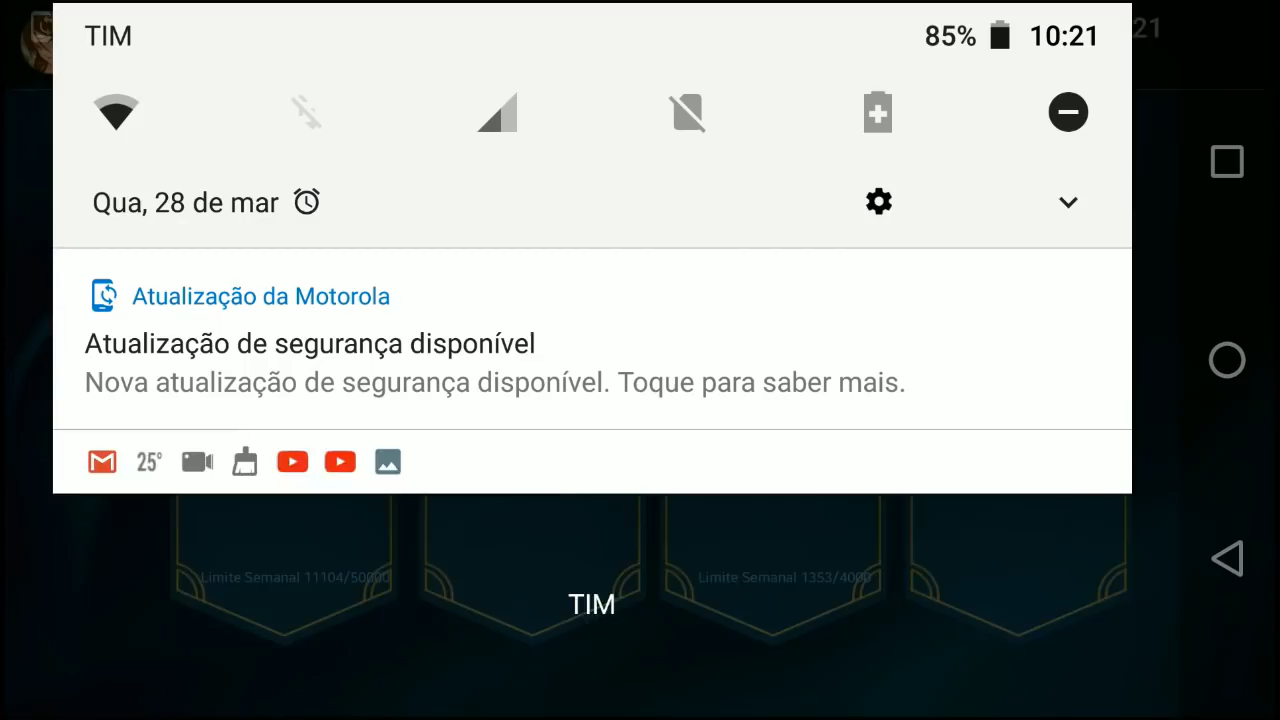 TIM
85% 10:21
21
Qua, 28 de mar
Atualização da Motorola
Atualização de segurança disponível
Nova atualização de segurança disponível. Toque para saber mais.
25°
Limite Semanal 11104/50000
Limite Semanal 1353/4000
TIM